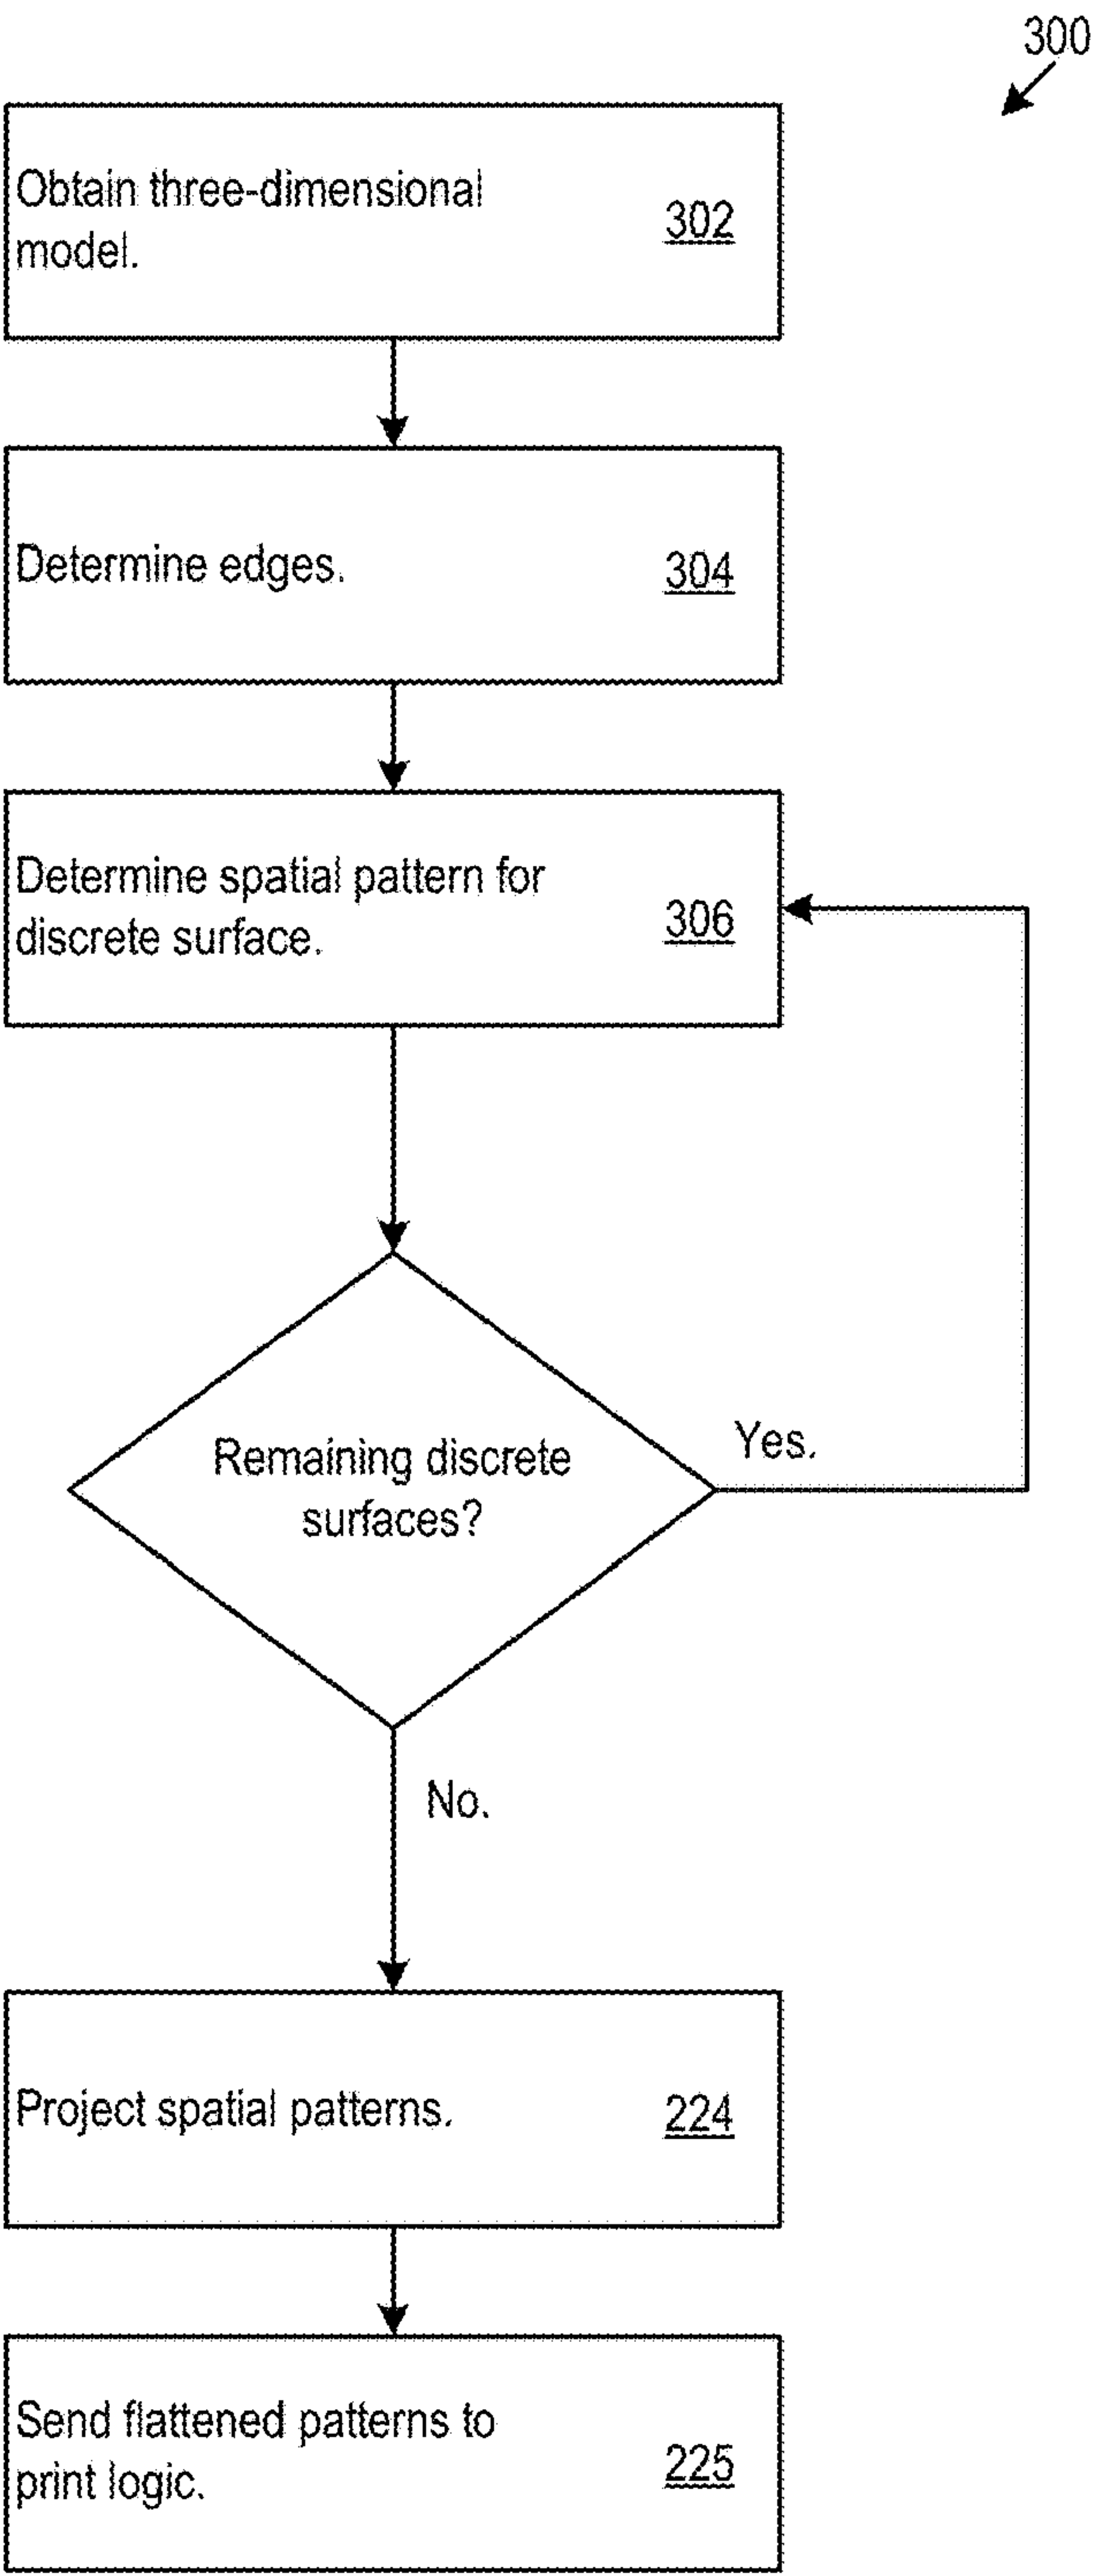 300
Obtain three-dimensional
model.
302
Determine edges.
304
Determine spatial pattern for
discrete surface.
306
Remaining discrete
surfaces?
Yes.
No.
Project spatial patterns.
224
Send flattened patterns to
print logic.
225